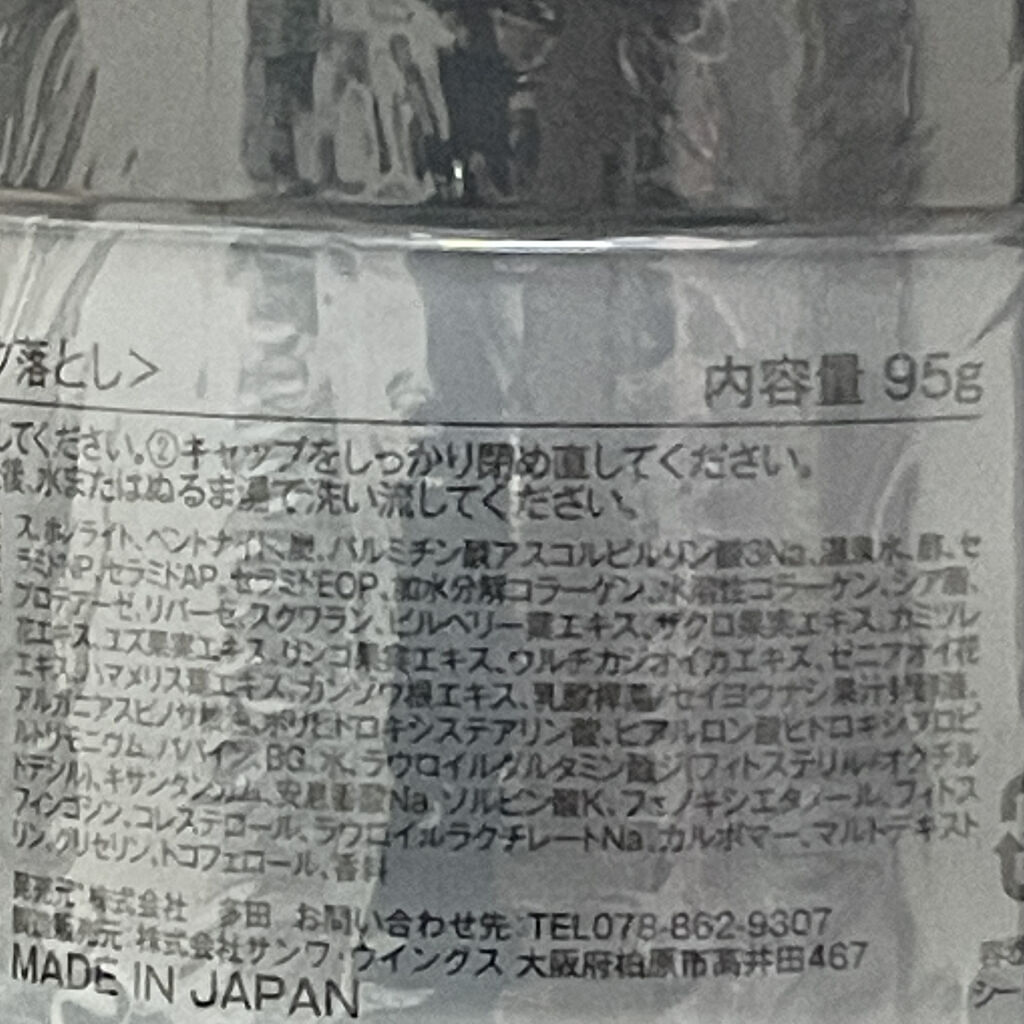 落とし＞
内容量 95g
してください。②キャップをしっかり閉め直してください。
後、水またはぬるま湯で洗い流してください。
ス、ホノライト、ベントナイト、炭、パルミチン酸アスコルビルリン酸3Na、温泉水、酢、セ
ラミドNP、セラミドAP、セラミドEOP、加水分解コラーゲン、水溶性コラーゲン、シア脂、
プロテアーゼ、リパーゼ、スクワラン、ビルベリー葉エキス、ザクロ果実エキス、カミツレ
花エキス、ユズ果実エキス、リンゴ果実エキス、ウルチカジオイカエキス、ゼニアオイ花
エキス、ハマメリス葉エキス、カンゾウ根エキス、乳酸桿菌/セイヨウナシ果汁発酵液、
アルガニアスピノサ核油、ポリヒドロキシステアリン酸、ヒアルロン酸ヒドロキシプロピ
ルトリモニウム、パパイン、BG、水、ラウロイルグルタミン酸ジ(フィトステリル/オクチル
ドデシル)、キサンタンガム、安息香酸Na、ソルビン酸K、フェノキシエタノール、フィトス
フィンゴシン、コレステロール、ラウロイルラクチレートNa、カルボマー、マルトデキスト
リン、グリセリン、トコフェロール、香料
発売元 株式会社 多田 お問い合わせ先 TEL078-862-9307
製造販売元 株式会社サンワ・ウイングス 大阪府柏原市高井田467
MADE IN JAPAN